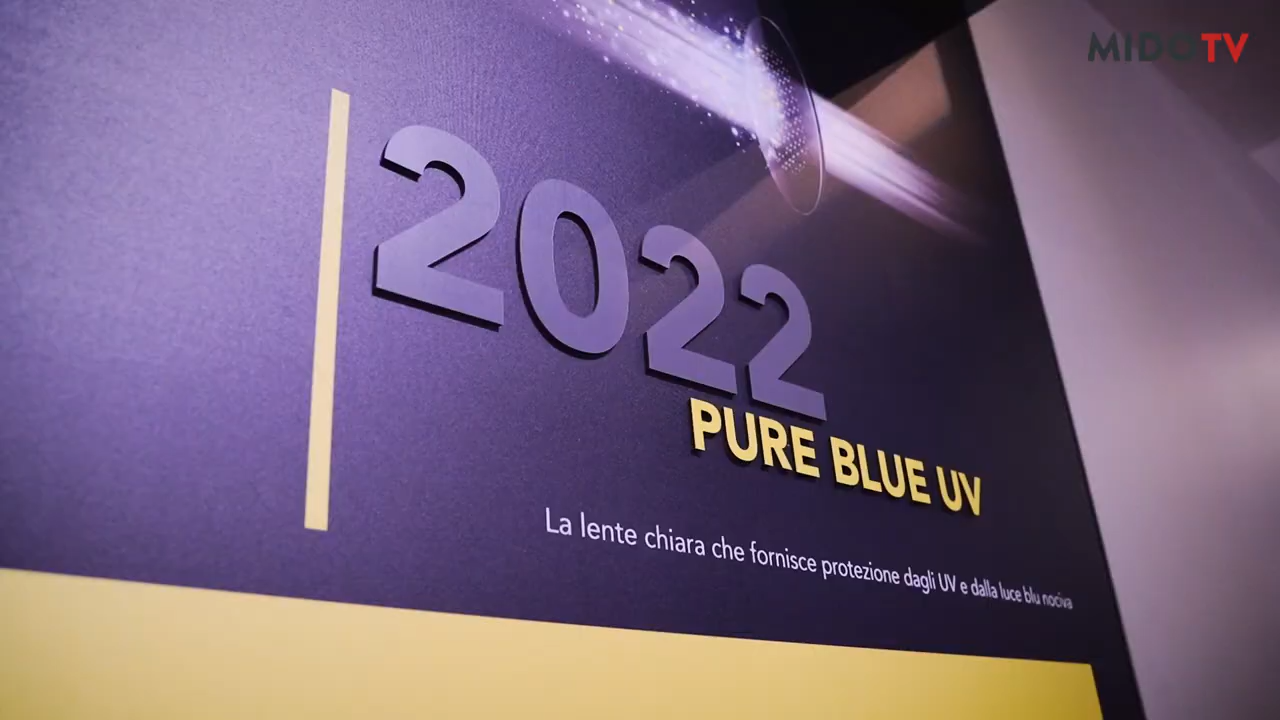 MIDOTV
2022
PURE BLUE UV
La lente chiara che fornisce protezione dagli UV e dalla luce blu nociva